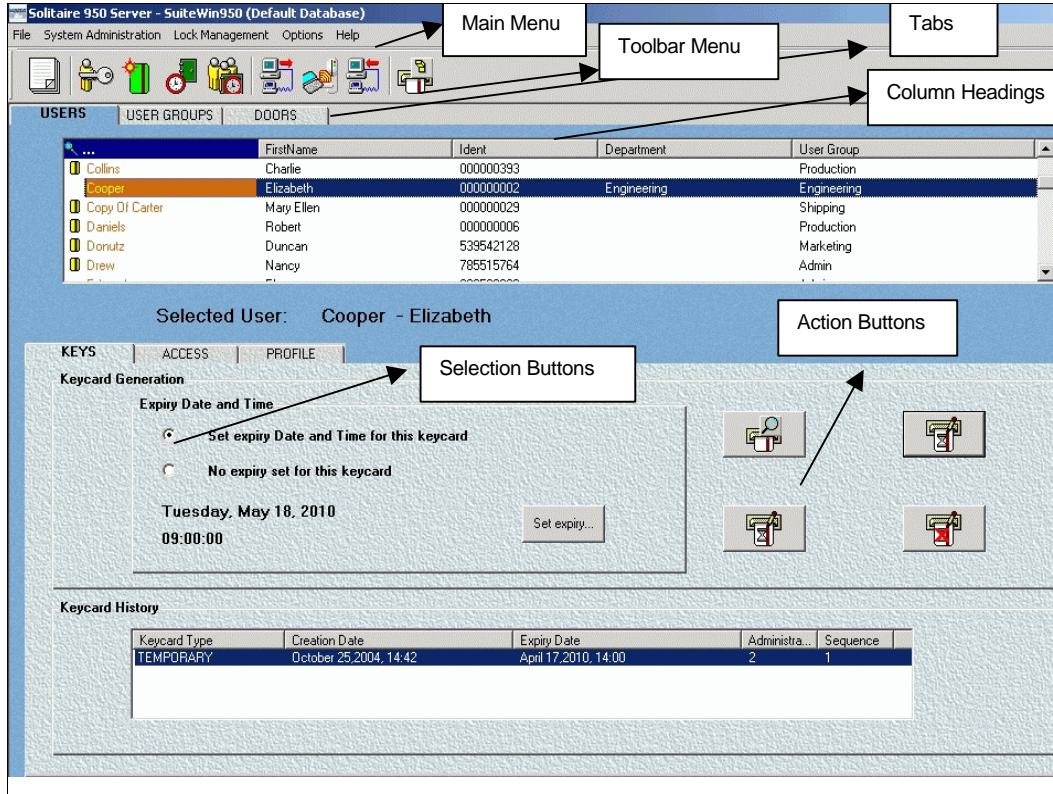 Solitaire 950 Server - SuiteWin950 (Default Database)
Main Menu
Tabs
File System Administration Lock Management Options Help
Toolbar Menu
Column Headings
USERS USER GROUPS DOORS
... FirstName Ident Department User Group
Collins Charlie 000000393 Production
Cooper Elizabeth 000000002 Engineering Engineering
Copy Of Carter Mary Ellen 000000029 Shipping
Daniels Robert 000000006 Production
Donutz Duncan 539542128 Marketing
Drew Nancy 785515764 Admin
Selected User: Cooper - Elizabeth
Action Buttons
KEYS ACCESS PROFILE
Selection Buttons
Keycard Generation
Expiry Date and Time
Set expiry Date and Time for this keycard
No expiry set for this keycard
Tuesday, May 18, 2010
Set expiry...
09:00:00
Keycard History
Keycard Type Creation Date Expiry Date Administra... Sequence
TEMPORARY October 25,2004, 14:42 April 17,2010, 14:00 2 1